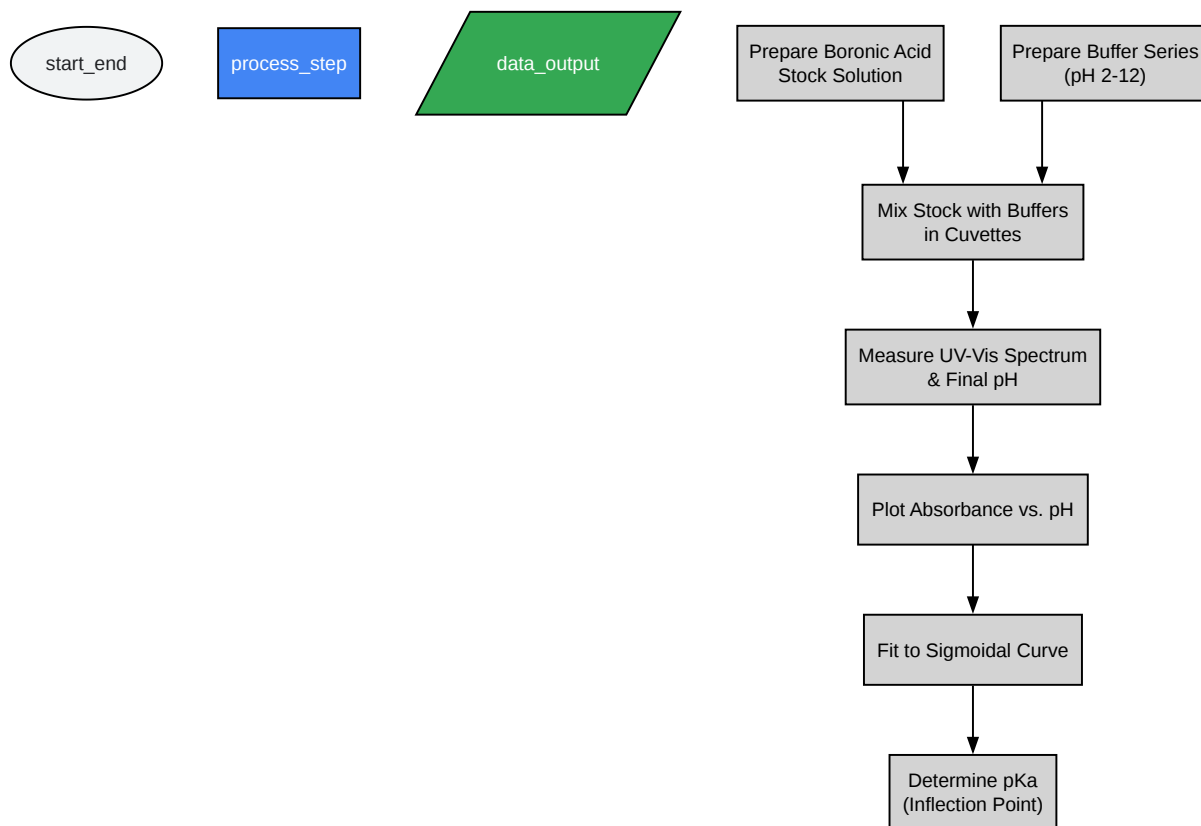 start_end
process_step
data_output
Prepare Boronic Acid
Stock Solution
Prepare Buffer Series
(pH 2-12)
Mix Stock with Buffers
in Cuvettes
Measure UV-Vis Spectrum
& Final pH
Plot Absorbance vs. pH
Fit to Sigmoidal Curve
Determine pKa
(Inflection Point)